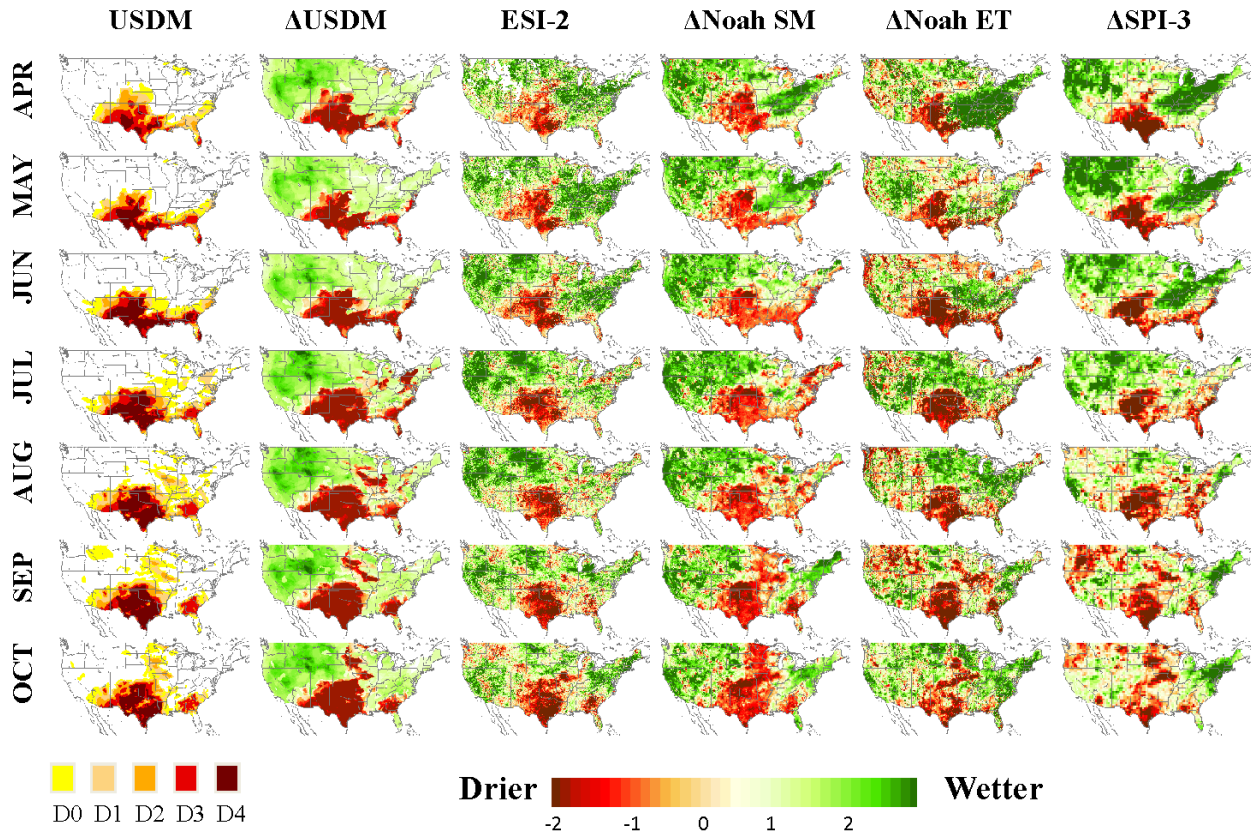 USDM ΔUSDM ESI-2 ΔNoah SM ΔNoah ET ΔSPI-3
APR
MAY
JUN
JUL
AUG
SEP
OCT
D0 D1 D2 D3 D4
Drier Wetter
-2 -1 0 1 2